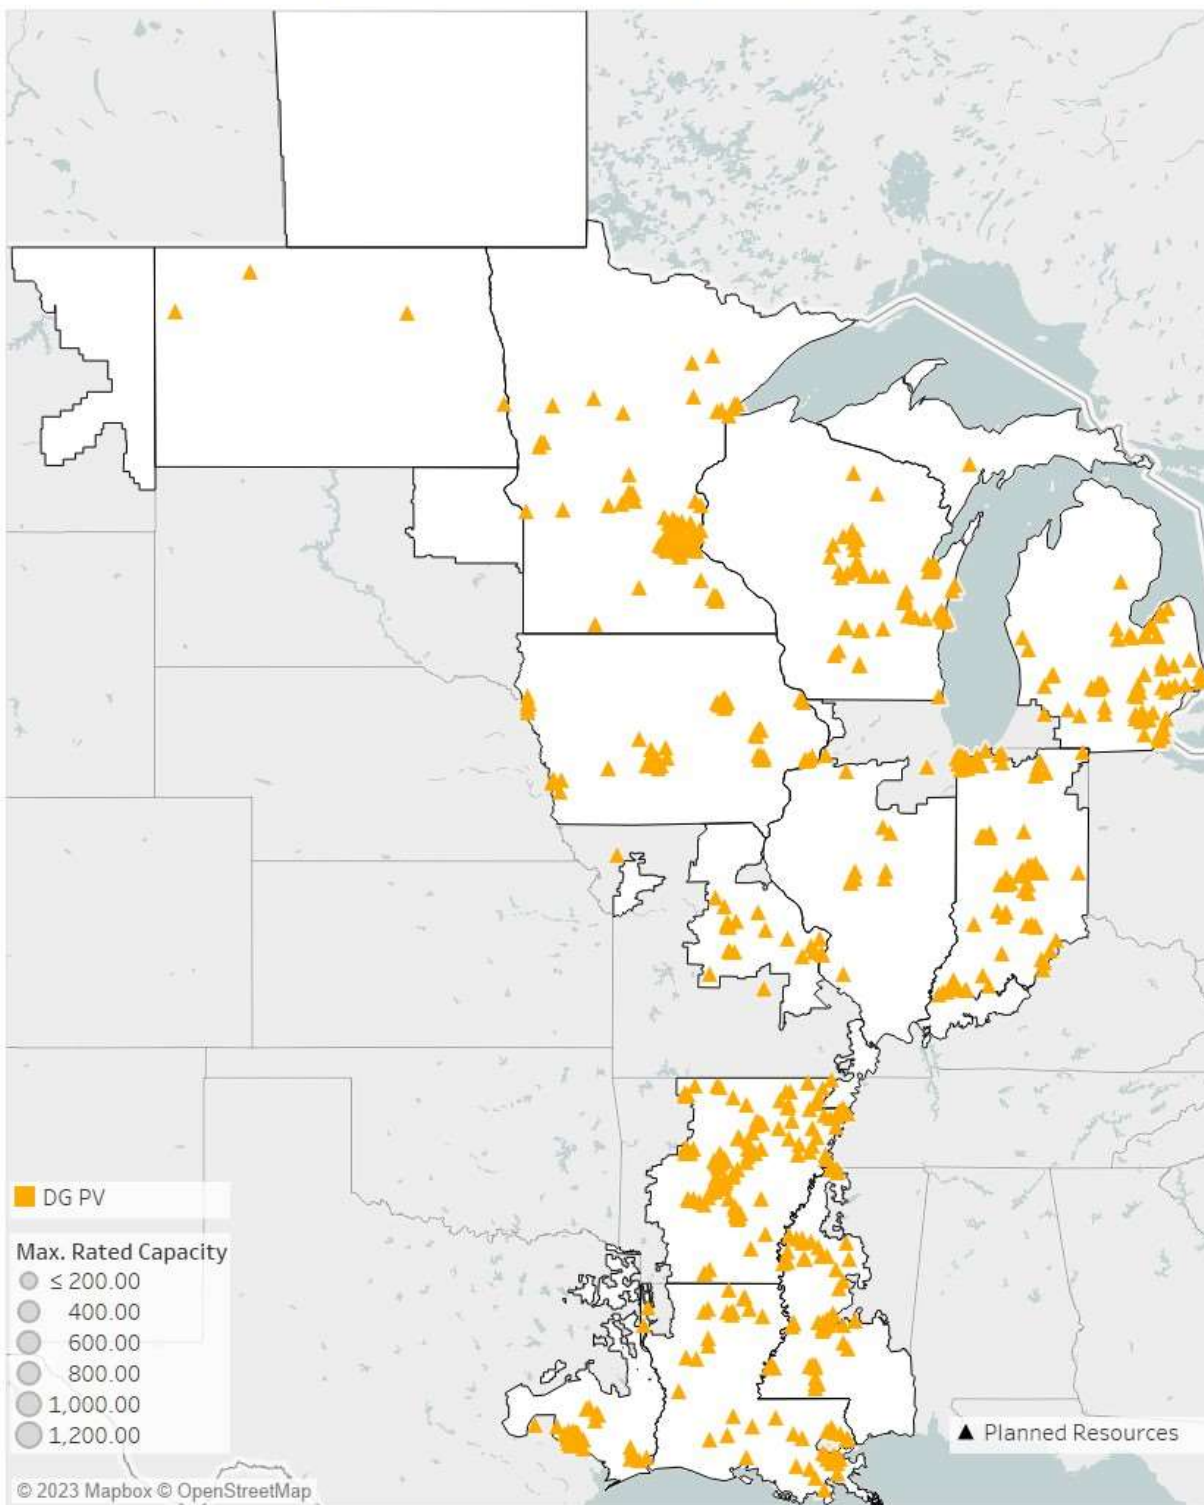 DG PV
Max. Rated Capacity
≤ 200.00
400.00
600.00
800.00
1,000.00
1,200.00
▲ Planned Resources
© 2023 Mapbox © OpenStreetMap